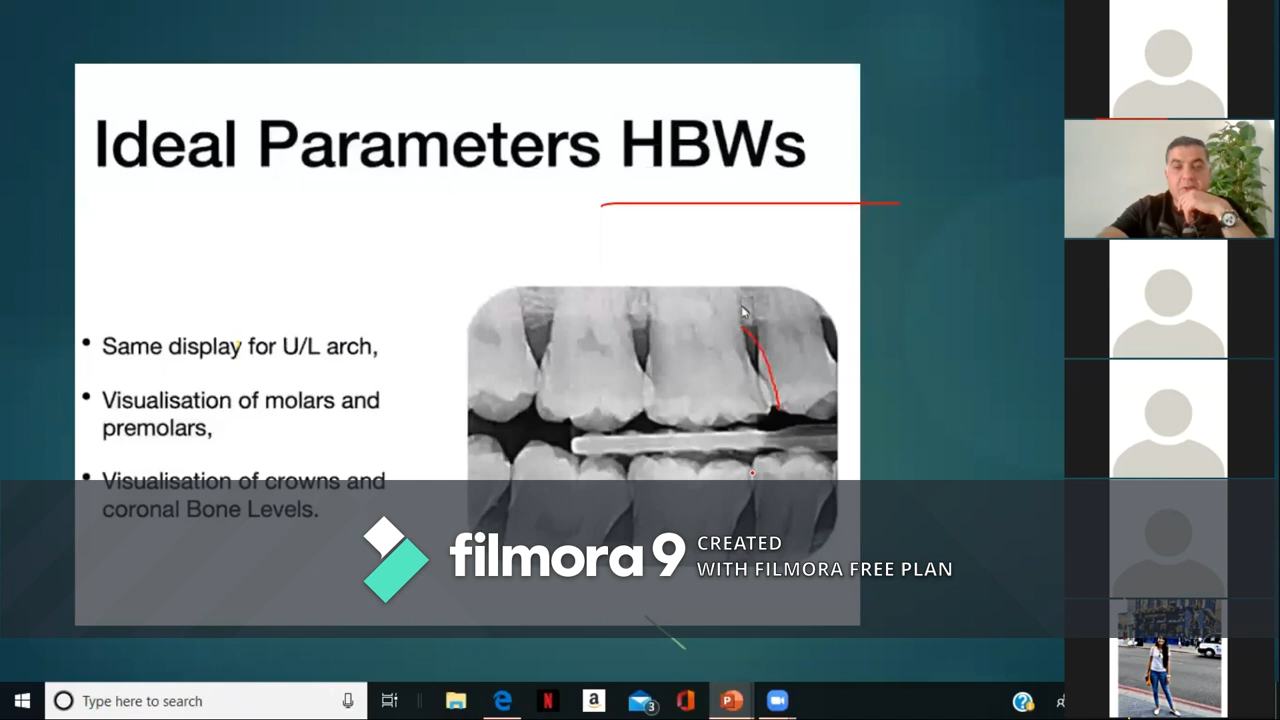 Ideal Parameters HBWs
Same display for U/L arch,
Visualisation of molars and
premolars,
Visualisation of crowns and
coronal Bone Levels.
filmora 9
CREATED
WITH FILMORA FREE PLAN
Type here to search
3